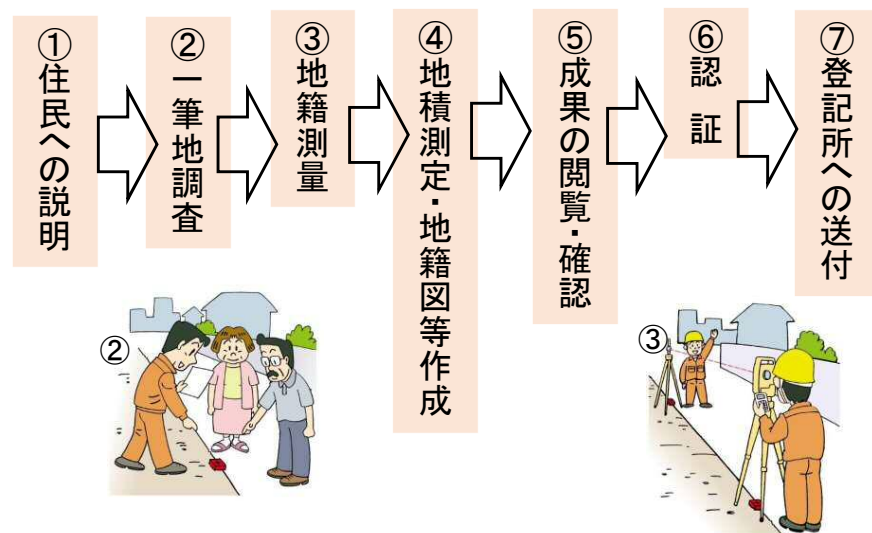 ①住民への説明
②一筆地調査
③地籍測量
④地積測定・地籍図等作成
⑤成果の閲覧・確認
⑥認証
⑦登記所への送付
②
③